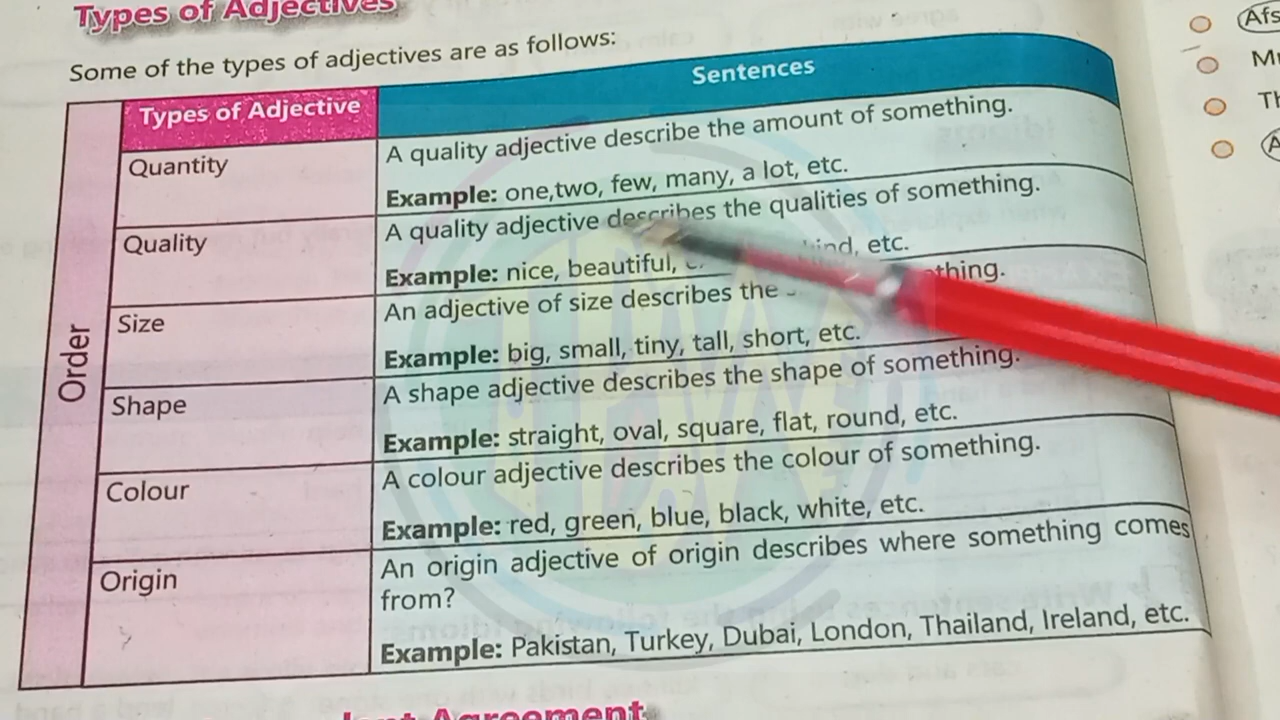 Types of Adjectives
Some of the types of adjectives are as follows:
Order
Types of Adjective
Sentences
Quantity
A quality adjective describe the amount of something.
Example: one,two, few, many, a lot, etc.
Quality
A quality adjective describes the qualities of something.
Example: nice, beautiful, etc.
Size
An adjective of size describes the
Example: big, small, tiny, tall, short, etc.
Shape
A shape adjective describes the shape of something.
Example: straight, oval, square, flat, round, etc.
Colour
A colour adjective describes the colour of something.
Example: red, green, blue, black, white, etc.
Origin
An origin adjective of origin describes where something comes
from?
Example: Pakistan, Turkey, Dubai, London, Thailand, Ireland, etc.
Agreement